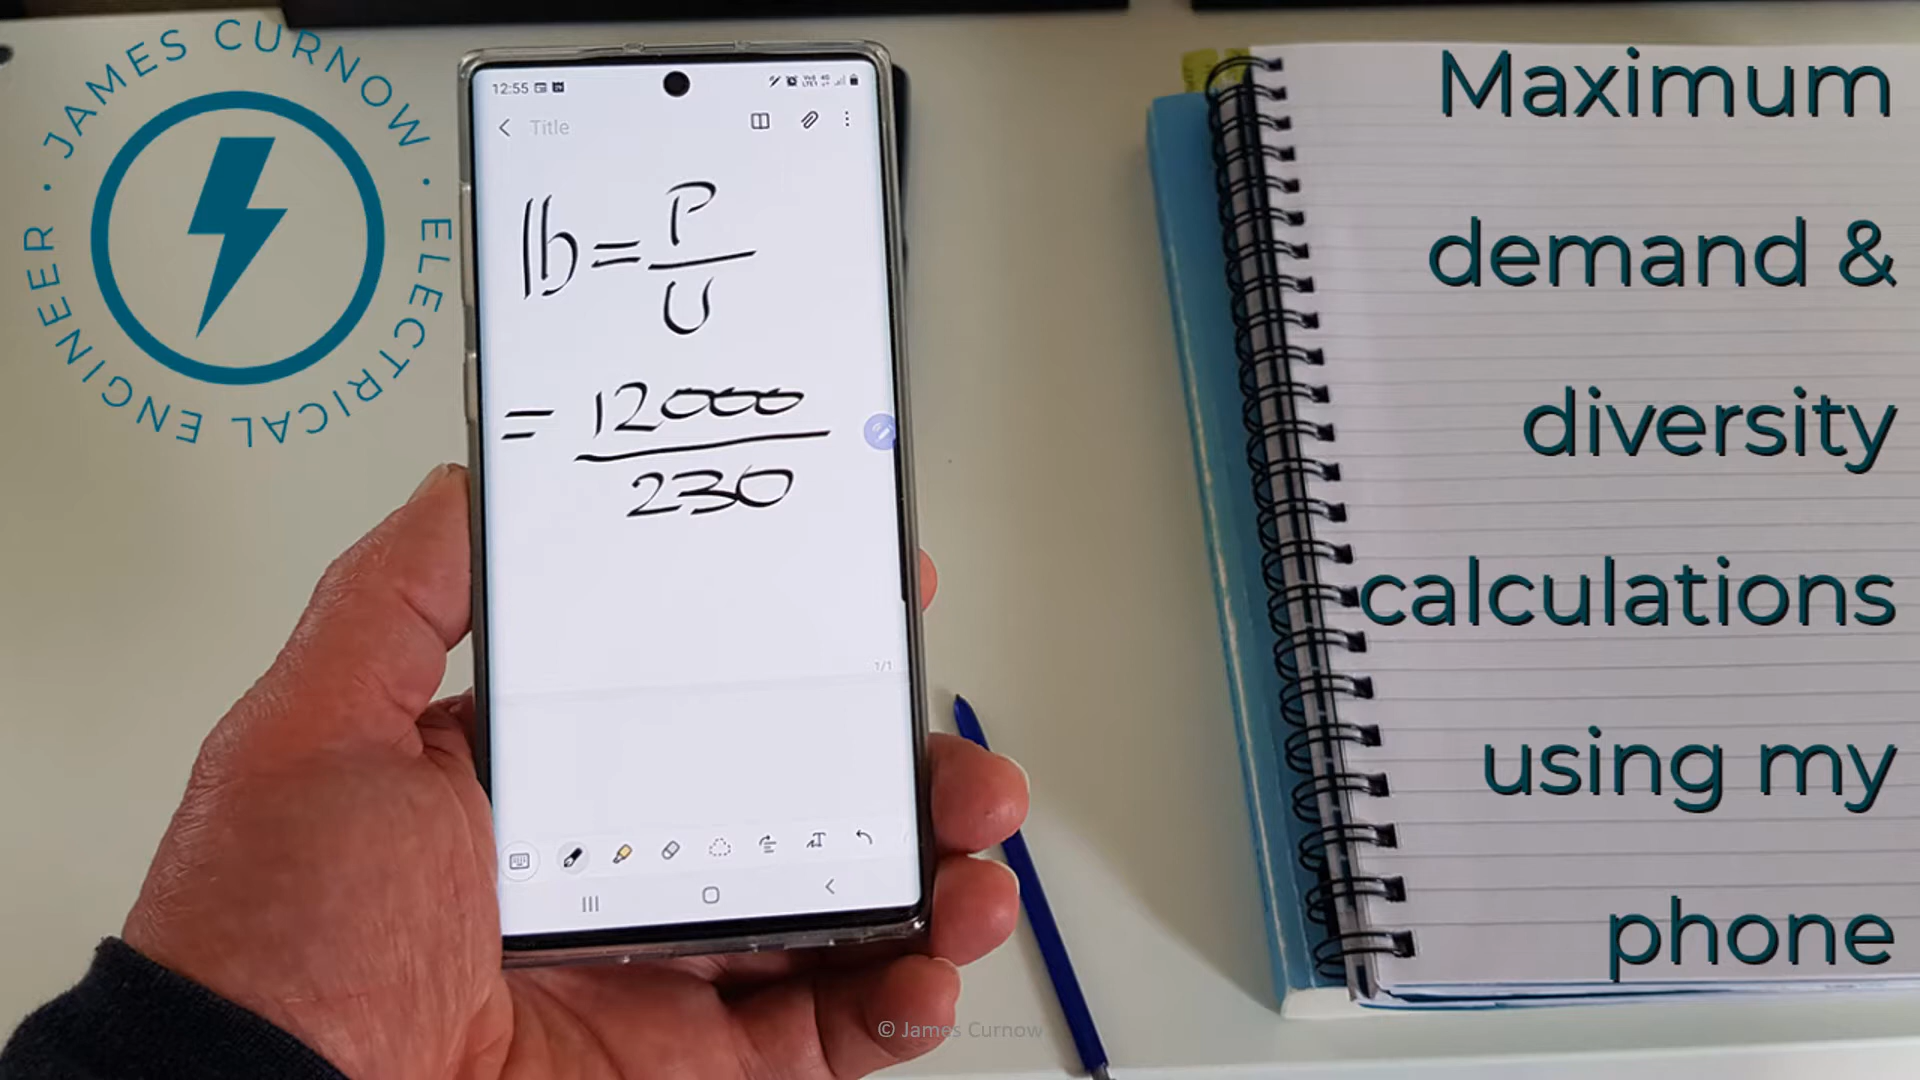 · JAMES CURNOW · ELECTRICAL ENGINEER
12:55
Title
Ib = P
U
= 12000
230
1/1
Maximum
demand &
diversity
calculations
using my
phone
© James Curnow